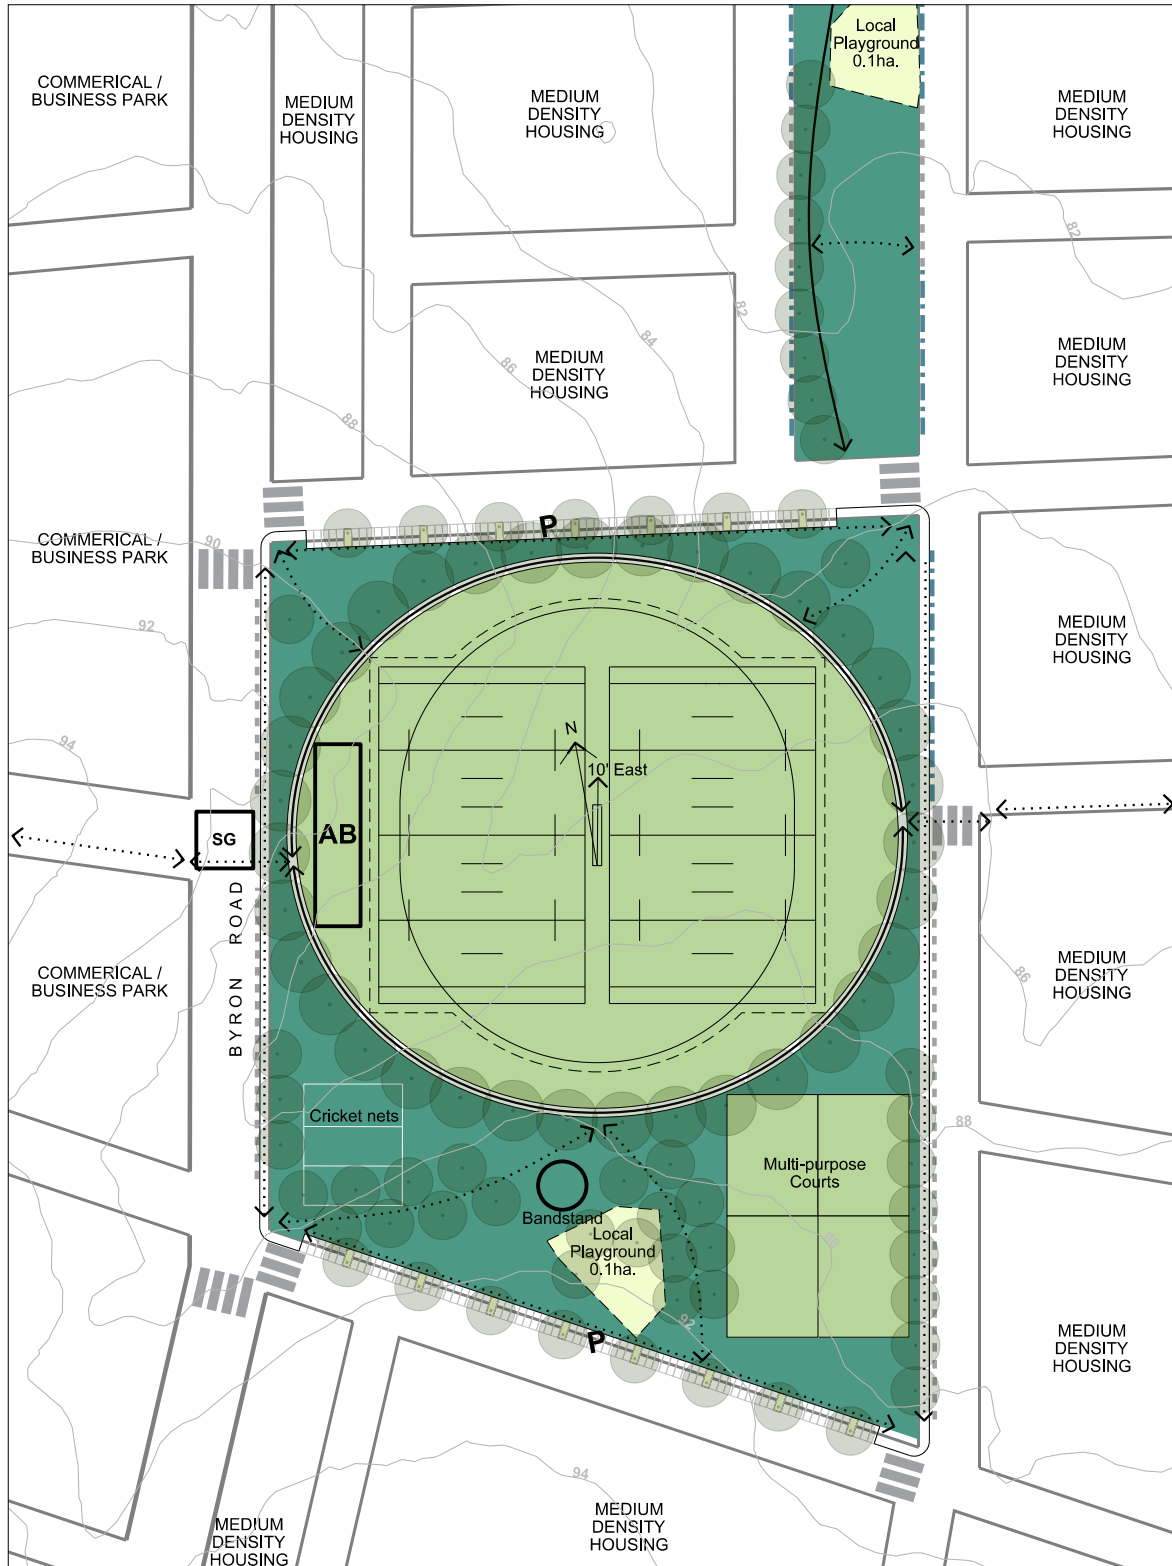 Local
Playground
0.1ha.
COMMERICAL /
BUSINESS PARK
MEDIUM
DENSITY
HOUSING
MEDIUM
DENSITY
HOUSING
MEDIUM
DENSITY
HOUSING
82
82
84
86
MEDIUM
DENSITY
HOUSING
MEDIUM
DENSITY
HOUSING
88
P
90
COMMERICAL /
BUSINESS PARK
92
MEDIUM
DENSITY
HOUSING
94
N
10' East
SG
AB
BYRON ROAD
COMMERICAL /
BUSINESS PARK
MEDIUM
DENSITY
HOUSING
86
88
Cricket nets
Multi-purpose
Courts
Bandstand
Local
Playground
0.1ha.
90
92
P
MEDIUM
DENSITY
HOUSING
94
MEDIUM
DENSITY
HOUSING
MEDIUM
DENSITY
HOUSING